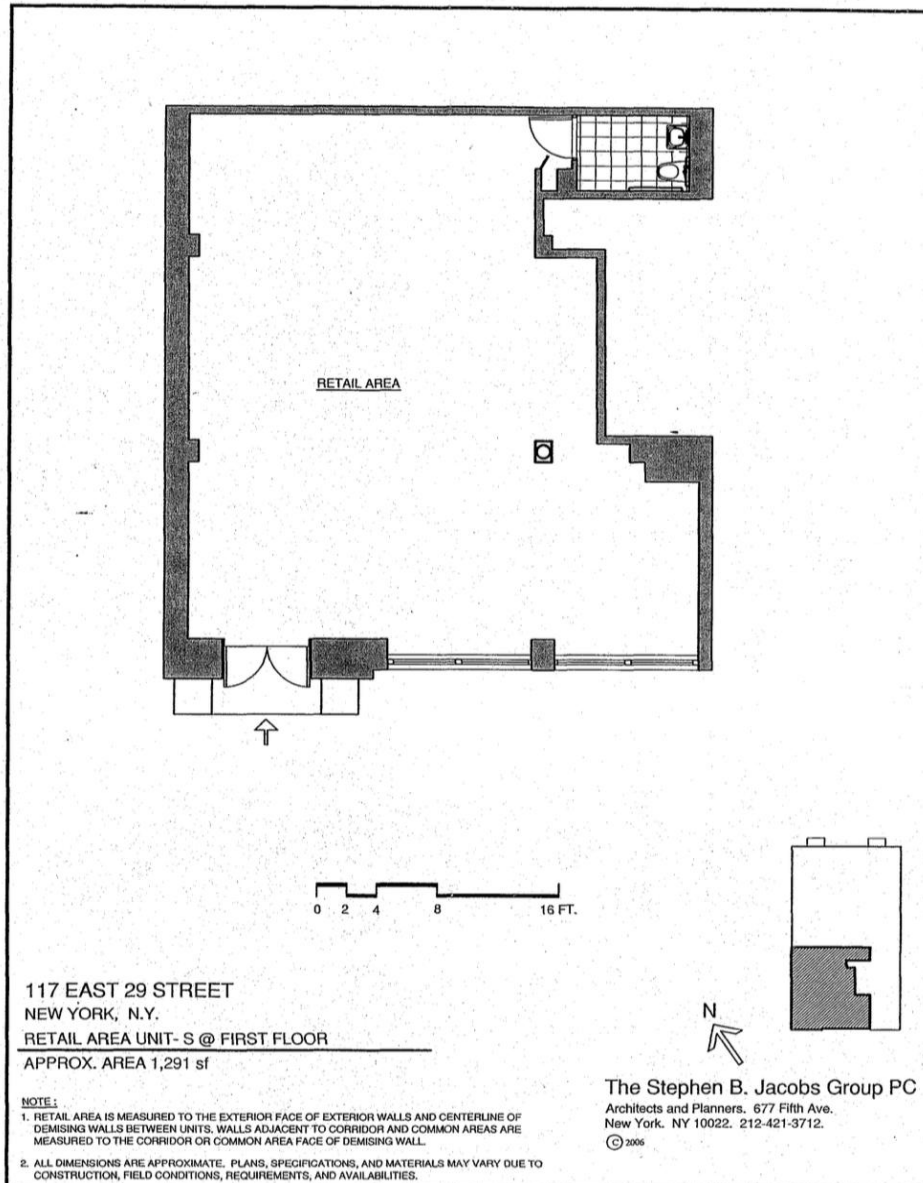 RETAIL AREA
0 2 4 8 16 FT.
117 EAST 29 STREET
NEW YORK, N.Y.
RETAIL AREA UNIT- S @ FIRST FLOOR
APPROX. AREA 1,291 sf
NOTE :
1. RETAIL AREA IS MEASURED TO THE EXTERIOR FACE OF EXTERIOR WALLS AND CENTERLINE OF
DEMISING WALLS BETWEEN UNITS. WALLS ADJACENT TO CORRIDOR AND COMMON AREAS ARE
MEASURED TO THE CORRIDOR OR COMMON AREA FACE OF DEMISING WALL.
2. ALL DIMENSIONS ARE APPROXIMATE. PLANS, SPECIFICATIONS, AND MATERIALS MAY VARY DUE TO
CONSTRUCTION, FIELD CONDITIONS, REQUIREMENTS, AND AVAILABILITIES.
N
The Stephen B. Jacobs Group PC
Architects and Planners. 677 Fifth Ave.
New York. NY 10022. 212-421-3712.
© 2006